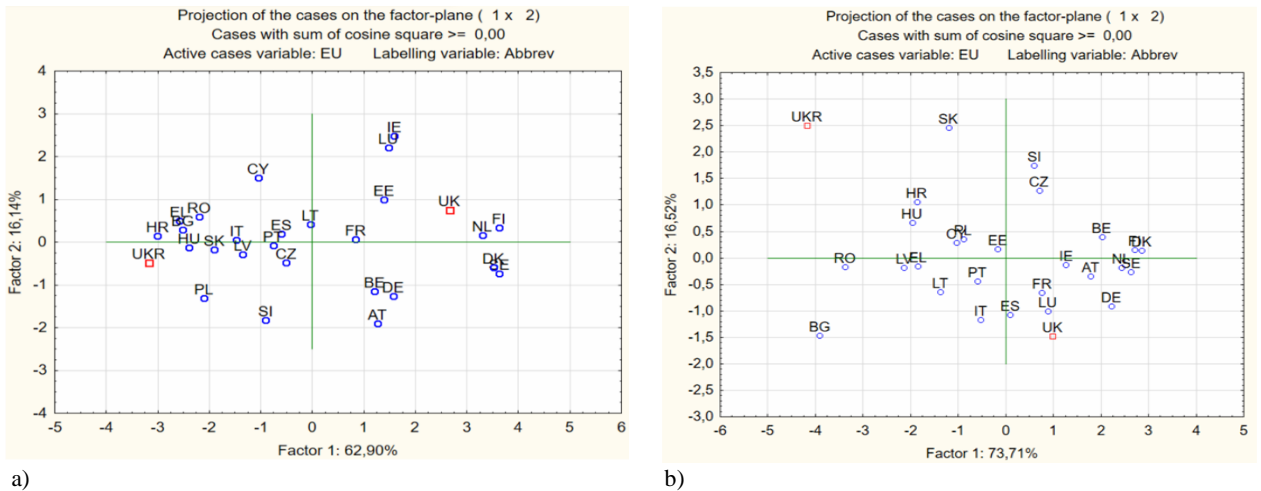 Projection of the cases on the factor-plane ( 1 x 2)
Cases with sum of cosine square >= 0,00
Active cases variable: EU Labelling variable: Abbrev
4
3
2
1
0
-1
-2
-3
-4
Factor 2: 16,14%
IE
LU
CY
EE
UK
RO
EL
BG
HR
ES
LT
FI
NL
IT
PT
FR
HU
SK
LV
CZ
UKR
DK
SE
PL
BE
DE
SI
AT
-5 -4 -3 -2 -1 0 1 2 3 4 5 6
Factor 1: 62,90%
a)
Projection of the cases on the factor-plane ( 1 x 2)
Cases with sum of cosine square >= 0,00
Active cases variable: EU Labelling variable: Abbrev
3,5
3,0
2,5
2,0
1,5
1,0
0,5
0,0
-0,5
-1,0
-1,5
-2,0
-2,5
-3,0
Factor 2: 16,52%
UKR
SK
SI
CZ
HR
HU
BE
CY
PL
EE
FI
DK
RO
LV
EL
IE
NL
SE
PT
AT
LT
FR
DE
IT
ES
LU
UK
BG
-6 -5 -4 -3 -2 -1 0 1 2 3 4 5
Factor 1: 73,71%
b)